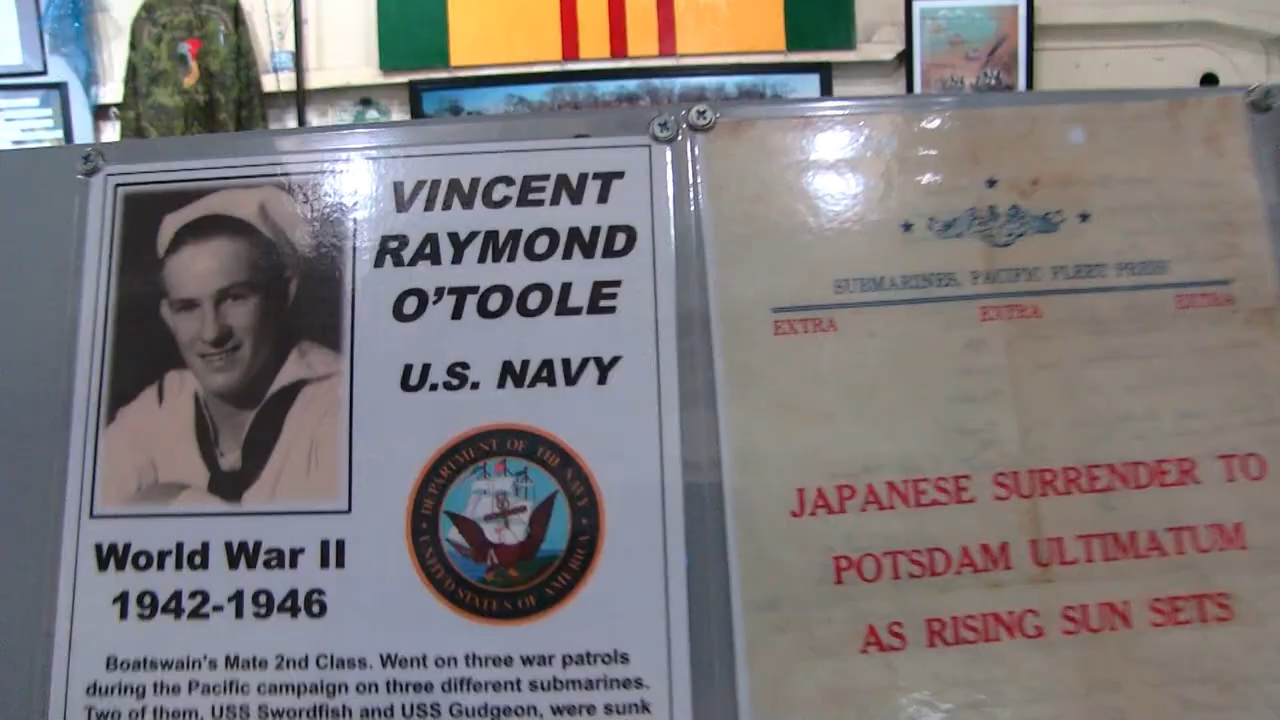 VINCENT
RAYMOND
O'TOOLE
U.S. NAVY
DEPARTMENT OF THE NAVY
UNITED STATES OF AMERICA
World War II
1942-1946
Boatswain's Mate 2nd Class. Went on three war patrols
during the Pacific campaign on three different submarines.
Two of them, USS Swordfish and USS Gudgeon, were sunk
SUBMARINES, PACIFIC FLEET PRESS
EXTRA EXTRA EXTRA
JAPANESE SURRENDER TO
POTSDAM ULTIMATUM
AS RISING SUN SETS